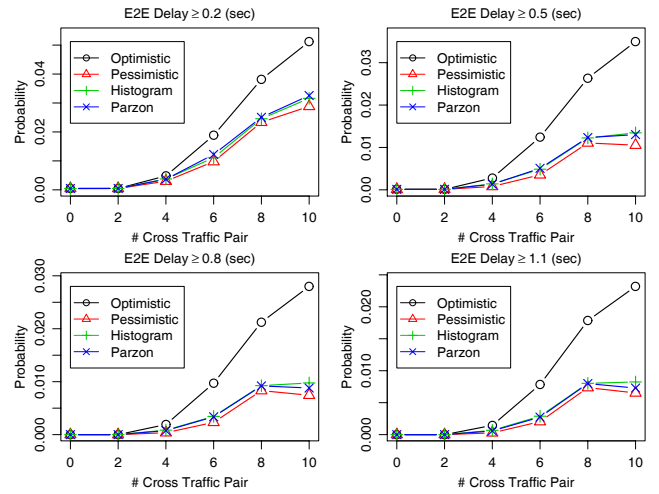 E2E Delay ≥ 0.2 (sec)
Probability
0.00
0.02
0.04
Optimistic
Pessimistic
Histogram
Parzon
0 2 4 6 8 10
# Cross Traffic Pair
E2E Delay ≥ 0.5 (sec)
Probability
0.00
0.01
0.03
Optimistic
Pessimistic
Histogram
Parzon
0 2 4 6 8 10
# Cross Traffic Pair
E2E Delay ≥ 0.8 (sec)
Probability
0.000
0.010
0.020
0.030
Optimistic
Pessimistic
Histogram
Parzon
0 2 4 6 8 10
# Cross Traffic Pair
E2E Delay ≥ 1.1 (sec)
Probability
0.000
0.010
0.020
Optimistic
Pessimistic
Histogram
Parzon
0 2 4 6 8 10
# Cross Traffic Pair